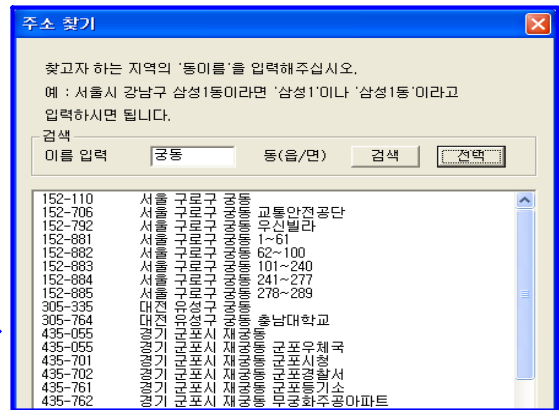 주소 찾기
찾고자 하는 지역의 '동이름'을 입력해주십시오.
예 : 서울시 강남구 삼성1동이라면 '삼성1'이나 '삼성1동'이라고
입력하시면 됩니다.
검색
이름 입력 궁동 동(읍/면) 검색 선택
152-110 서울 구로구 궁동
152-706 서울 구로구 궁동 교통안전공단
152-792 서울 구로구 궁동 우신빌라
152-881 서울 구로구 궁동 1~61
152-882 서울 구로구 궁동 62~100
152-883 서울 구로구 궁동 101~240
152-884 서울 구로구 궁동 241~277
152-885 서울 구로구 궁동 278~289
305-335 대전 유성구 궁동
305-764 대전 유성구 궁동 충남대학교
435-055 경기 군포시 재궁동
435-055 경기 군포시 재궁동 군포우체국
435-701 경기 군포시 재궁동 군포시청
435-702 경기 군포시 재궁동 군포경찰서
435-761 경기 군포시 재궁동 군포등기소
435-762 경기 군포시 재궁동 무궁화주공아파트